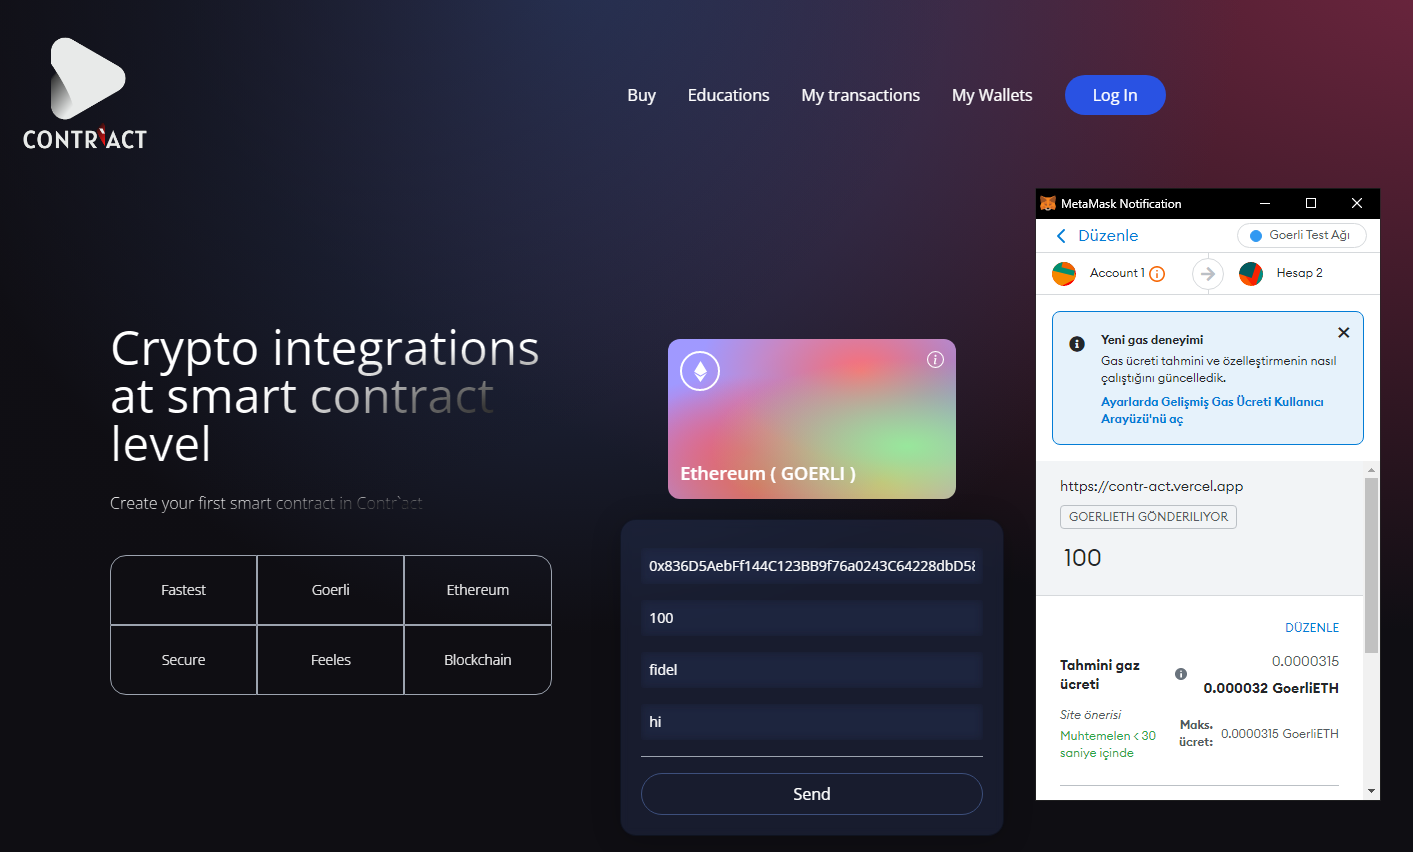 CONTR`ACT
Buy
Educations
My transactions
My Wallets
Log In
Crypto integrations
at smart contract
level
Create your first smart contract in Contr`act
Fastest
Goerli
Ethereum
Secure
Feeles
Blockchain
Ethereum ( GOERLI )
0x836D5AebFf144C123BB9f76a0243C64228dbD58
100
fidel
hi
Send
MetaMask Notification
Düzenle
Goerli Test Ağı
Account 1
Hesap 2
Yeni gas deneyimi
Gas ücreti tahmini ve özelleştirmenin nasıl
çalıştığını güncelledik.
Ayarlarda Gelişmiş Gas Ücreti Kullanıcı
Arayüzü'nü aç
https://contr-act.vercel.app
GOERLIETH GÖNDERILIYOR
100
DÜZENLE
Tahmini gaz
ücreti
0.0000315
0.000032 GoerliETH
Site önerisi
Muhtemelen < 30
saniye içinde
Maks.
ücret:
0.0000315 GoerliETH